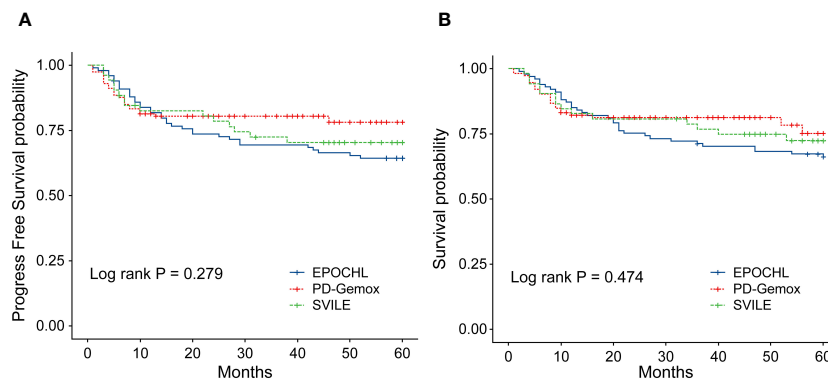 A
Progress Free Survival probability
1.00
0.75
0.50
0.25
0.00
Log rank P = 0.279
EPOCHL
PD-Gemox
SVILE
0 10 20 30 40 50 60
Months
B
Survival probability
1.00
0.75
0.50
0.25
0.00
Log rank P = 0.474
EPOCHL
PD-Gemox
SVILE
0 10 20 30 40 50 60
Months